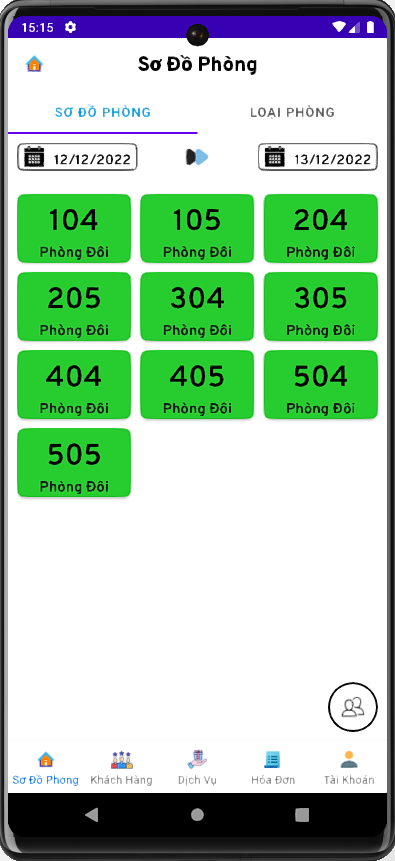 15:15
Sơ Đồ Phòng
SƠ ĐỒ PHÒNG
LOẠI PHÒNG
12/12/2022
13/12/2022
104
105
204
Phòng Đôi
Phòng Đôi
Phòng Đôi
205
304
305
Phòng Đôi
Phòng Đôi
Phòng Đôi
404
405
504
Phòng Đôi
Phòng Đôi
Phòng Đôi
505
Phòng Đôi
Sơ Đồ Phong
Khách Hàng
Dịch Vụ
Hóa Đơn
Tài Khoản